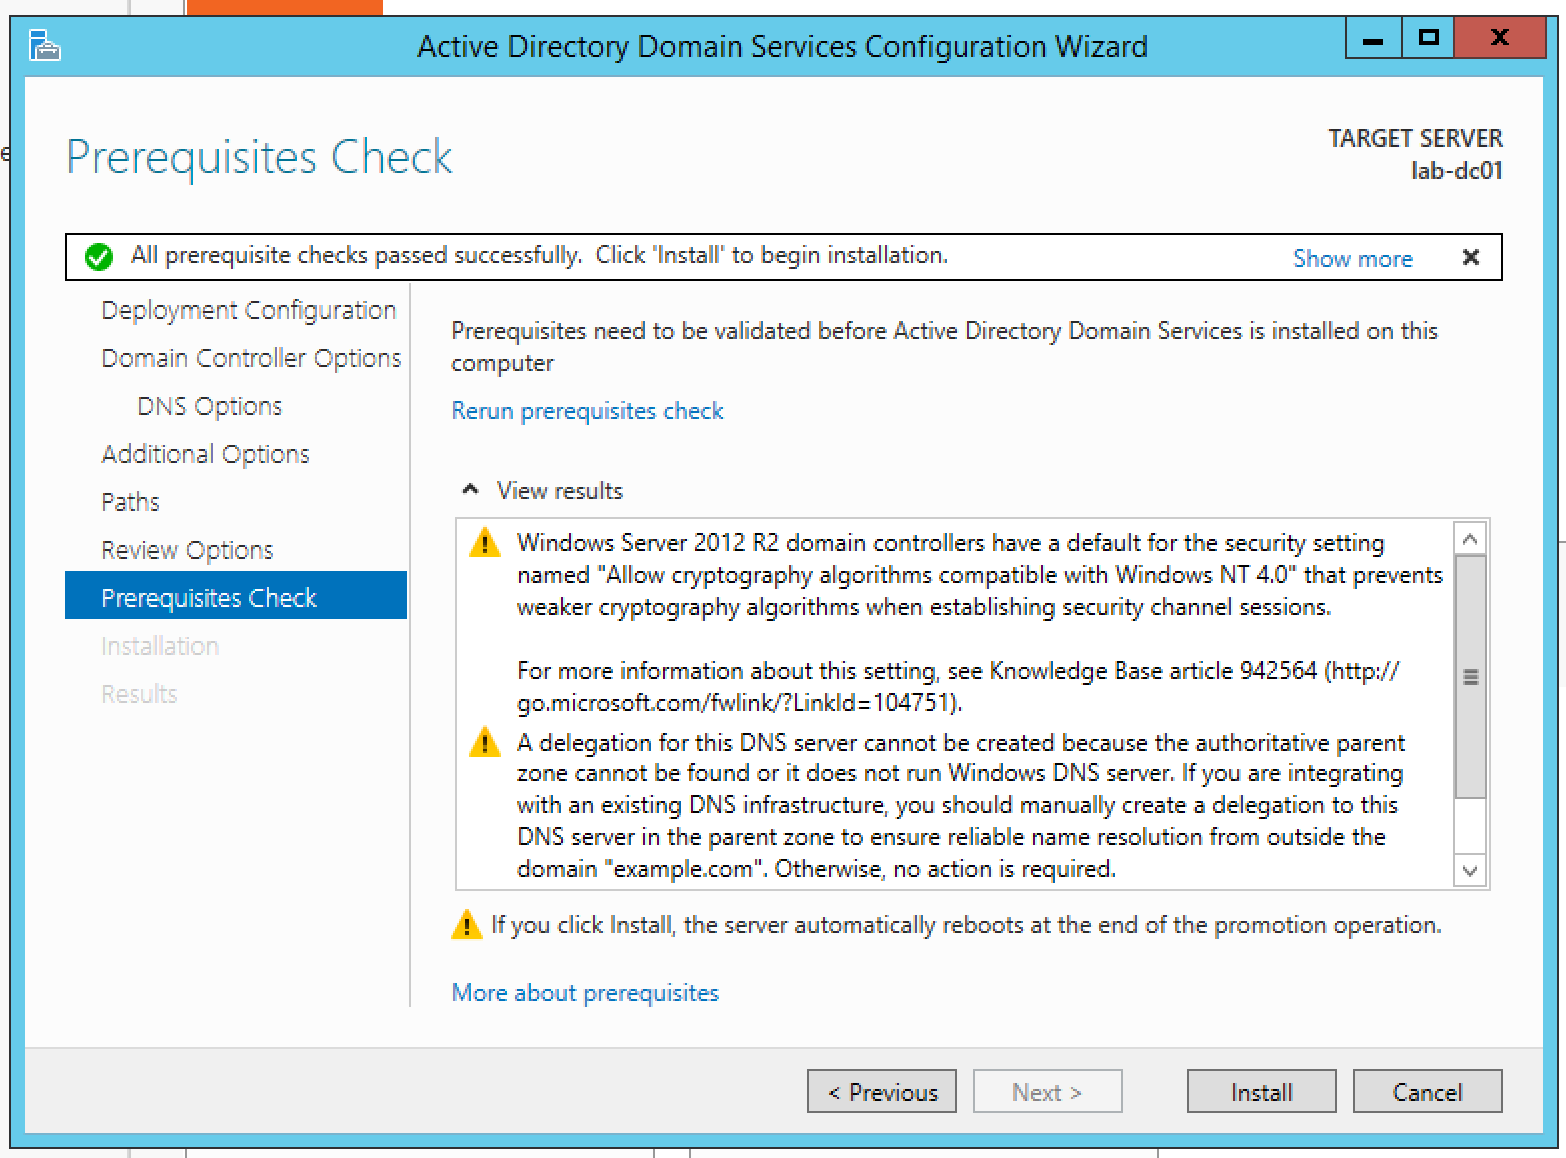 Active Directory Domain Services Configuration Wizard
Prerequisites Check
TARGET SERVER
lab-dc01
All prerequisite checks passed successfully.  Click 'Install' to begin installation.
Show more
Deployment Configuration
Domain Controller Options
DNS Options
Additional Options
Paths
Review Options
Prerequisites Check
Installation
Results
Prerequisites need to be validated before Active Directory Domain Services is installed on this
computer
Rerun prerequisites check
View results
Windows Server 2012 R2 domain controllers have a default for the security setting
named "Allow cryptography algorithms compatible with Windows NT 4.0" that prevents
weaker cryptography algorithms when establishing security channel sessions.
For more information about this setting, see Knowledge Base article 942564 (http://
go.microsoft.com/fwlink/?LinkId=104751).
A delegation for this DNS server cannot be created because the authoritative parent
zone cannot be found or it does not run Windows DNS server. If you are integrating
with an existing DNS infrastructure, you should manually create a delegation to this
DNS server in the parent zone to ensure reliable name resolution from outside the
domain "example.com". Otherwise, no action is required.
If you click Install, the server automatically reboots at the end of the promotion operation.
More about prerequisites
< Previous
Next >
Install
Cancel